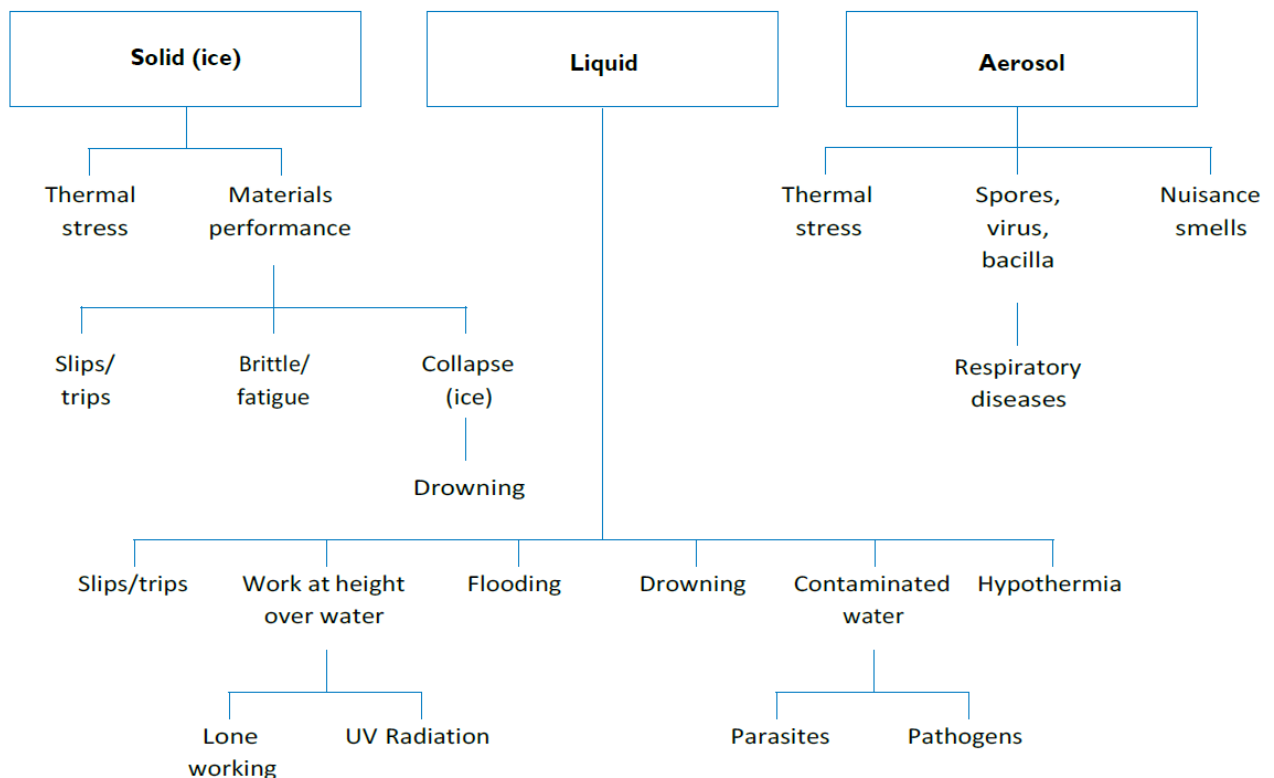 Solid (ice)
Liquid
Aerosol
Thermal
stress
Materials
performance
Thermal
stress
Spores,
virus,
bacilla
Nuisance
smells
Slips/
trips
Brittle/
fatigue
Collapse
(ice)
Respiratory
diseases
Drowning
Slips/trips
Work at height
over water
Flooding
Drowning
Contaminated
water
Hypothermia
Lone
working
UV Radiation
Parasites
Pathogens